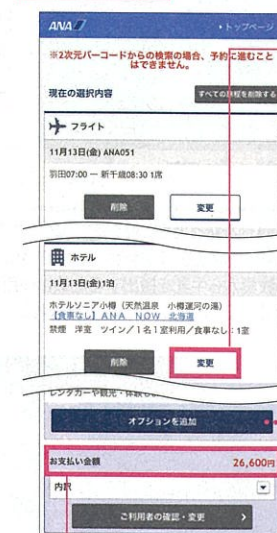 ANA
トップページ
※2次元バーコードからの検索の場合、予約に進むこと
はできません。
現在の選択内容
すべての旅程を削除する
フライト
11月13日(金) ANA051
羽田07:00 ー 新千歳08:30 1席
削除
変更
ホテル
11月13日(金)1泊
ホテルソニア小樽(天然温泉 小樽運河の湯)
【食事なし】ANA NOW 北海道
禁煙 洋室 ツイン/1名1室利用/食事なし:1室
削除
変更
レンタカーや観光・体験
オプションを追加
お支払い金額
26,600円
内訳
ご利用者の確認・変更